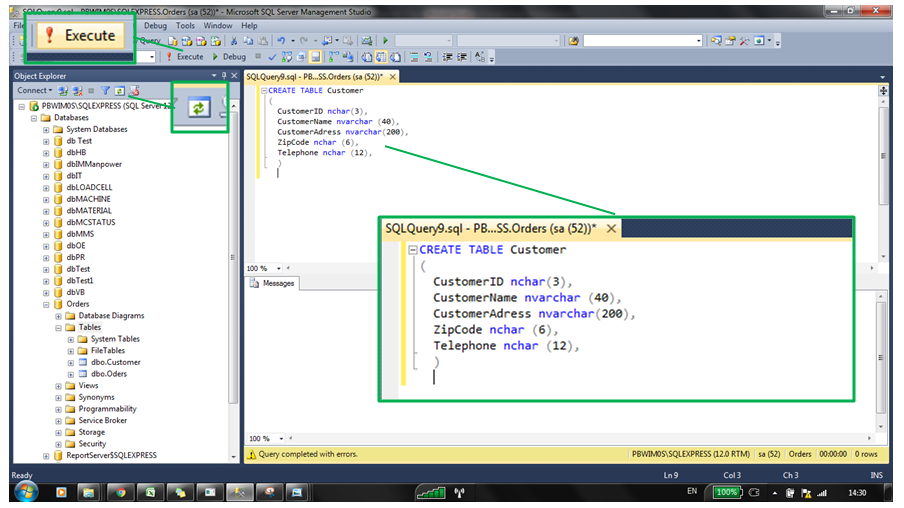 SQLQuery9.sql - PBWIM0S\SQLEXPRESS.Orders (sa (52))* - Microsoft SQL Server Management Studio
Debug Tools Window Help
Execute
Query
Execute Debug
Object Explorer
Connect
PBWIM0S\SQLEXPRESS (SQL Server 12
Databases
System Databases
db Test
dbHB
dbIMManpower
dbIT
dbLOADCELL
dbMACHINE
dbMATERIAL
dbMCSTATUS
dbMMS
dbOE
dbPR
dbTest
dbTest1
dbVB
Orders
Database Diagrams
Tables
System Tables
FileTables
dbo.Customer
dbo.Oders
Views
Synonyms
Programmability
Service Broker
Storage
Security
ReportServer$SQLEXPRESS
SQLQuery9.sql - PB...SS.Orders (sa (52))*
CREATE TABLE Customer
(
CustomerID nchar(3),
CustomerName nvarchar (40),
CustomerAdress nvarchar(200),
ZipCode nchar (6),
Telephone nchar (12),
)
SQLQuery9.sql - PB...SS.Orders (sa (52))*
CREATE TABLE Customer
(
CustomerID nchar(3),
CustomerName nvarchar (40),
CustomerAdress nvarchar(200),
ZipCode nchar (6),
Telephone nchar (12),
)
100 %
Messages
100 %
Query completed with errors.
PBWIM0S\SQLEXPRESS (12.0 RTM) sa (52) Orders 00:00:00 0 rows
Ready
Ln 9 Col 3 Ch 3 INS
EN 100% 14:30